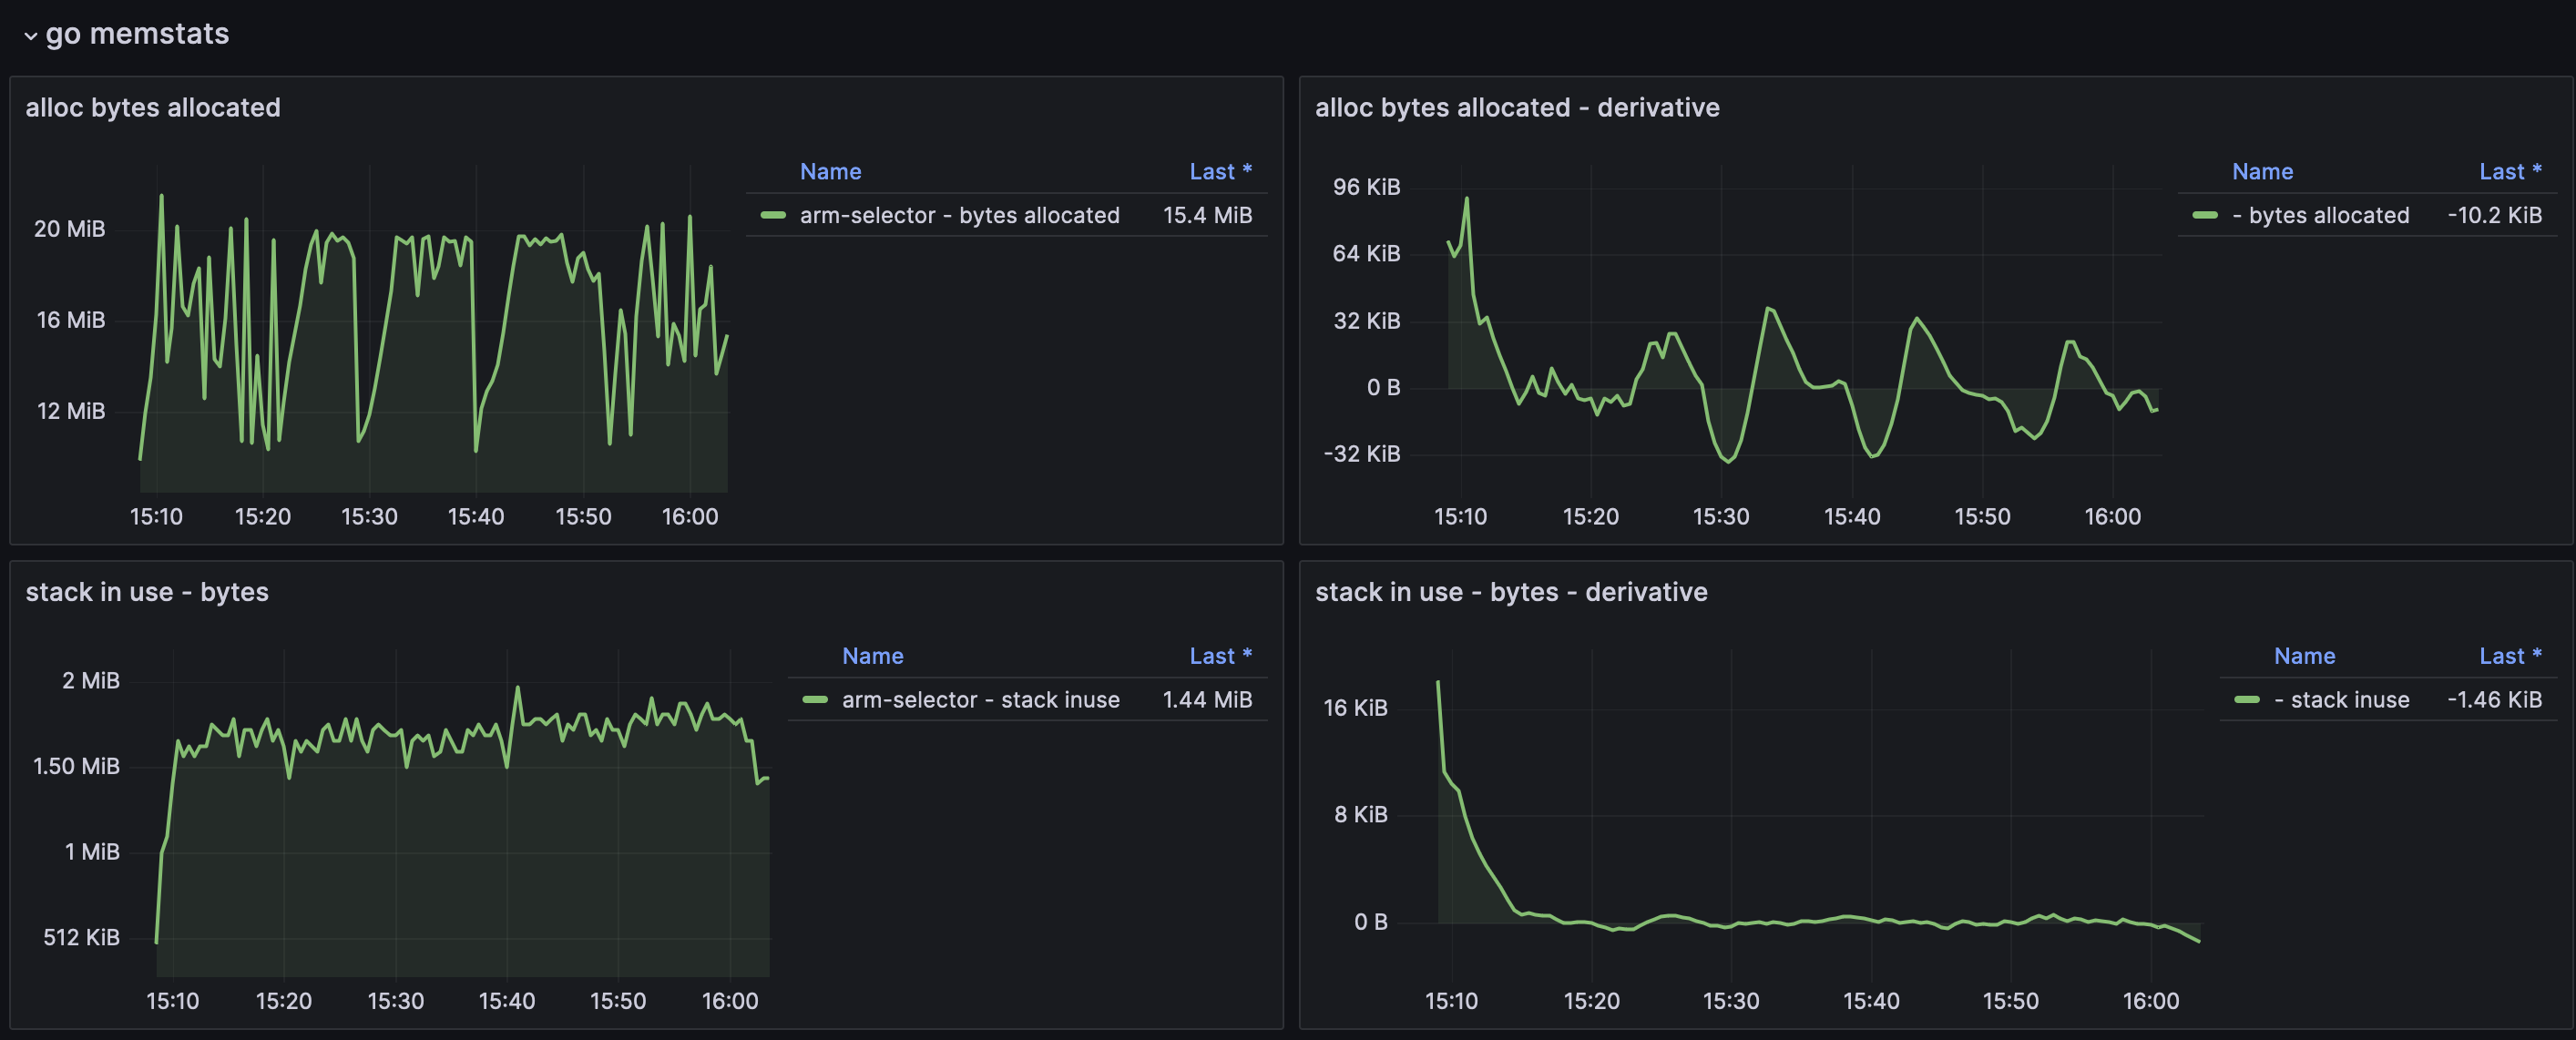 go memstats
alloc bytes allocated
Name Last *
arm-selector - bytes allocated 15.4 MiB
20 MiB
16 MiB
12 MiB
15:10 15:20 15:30 15:40 15:50 16:00
alloc bytes allocated - derivative
Name Last *
- bytes allocated -10.2 KiB
96 KiB
64 KiB
32 KiB
0 B
-32 KiB
15:10 15:20 15:30 15:40 15:50 16:00
stack in use - bytes
Name Last *
arm-selector - stack inuse 1.44 MiB
2 MiB
1.50 MiB
1 MiB
512 KiB
15:10 15:20 15:30 15:40 15:50 16:00
stack in use - bytes - derivative
Name Last *
- stack inuse -1.46 KiB
16 KiB
8 KiB
0 B
15:10 15:20 15:30 15:40 15:50 16:00